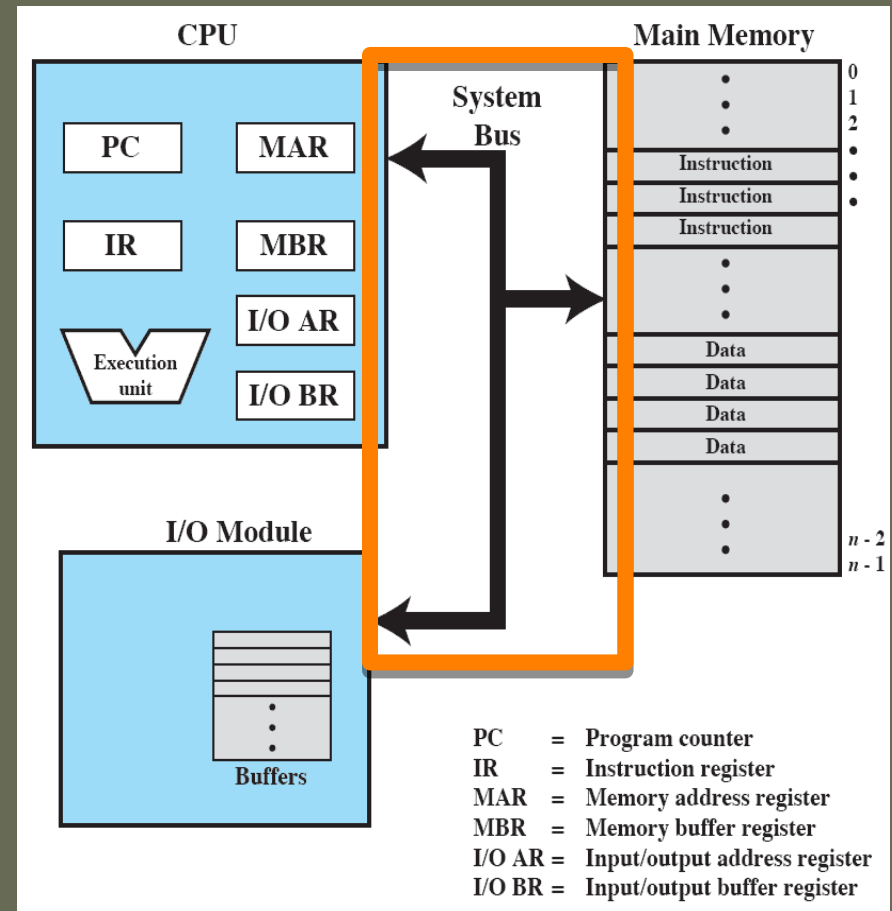 CPU
Main Memory
System
Bus
0
1
2
PC
MAR
Instruction
Instruction
IR
MBR
Instruction
I/O AR
Execution
unit
I/O BR
Data
Data
Data
Data
I/O Module
n - 2
n - 1
Buffers
PC = Program counter
IR = Instruction register
MAR = Memory address register
MBR = Memory buffer register
I/O AR = Input/output address register
I/O BR = Input/output buffer register